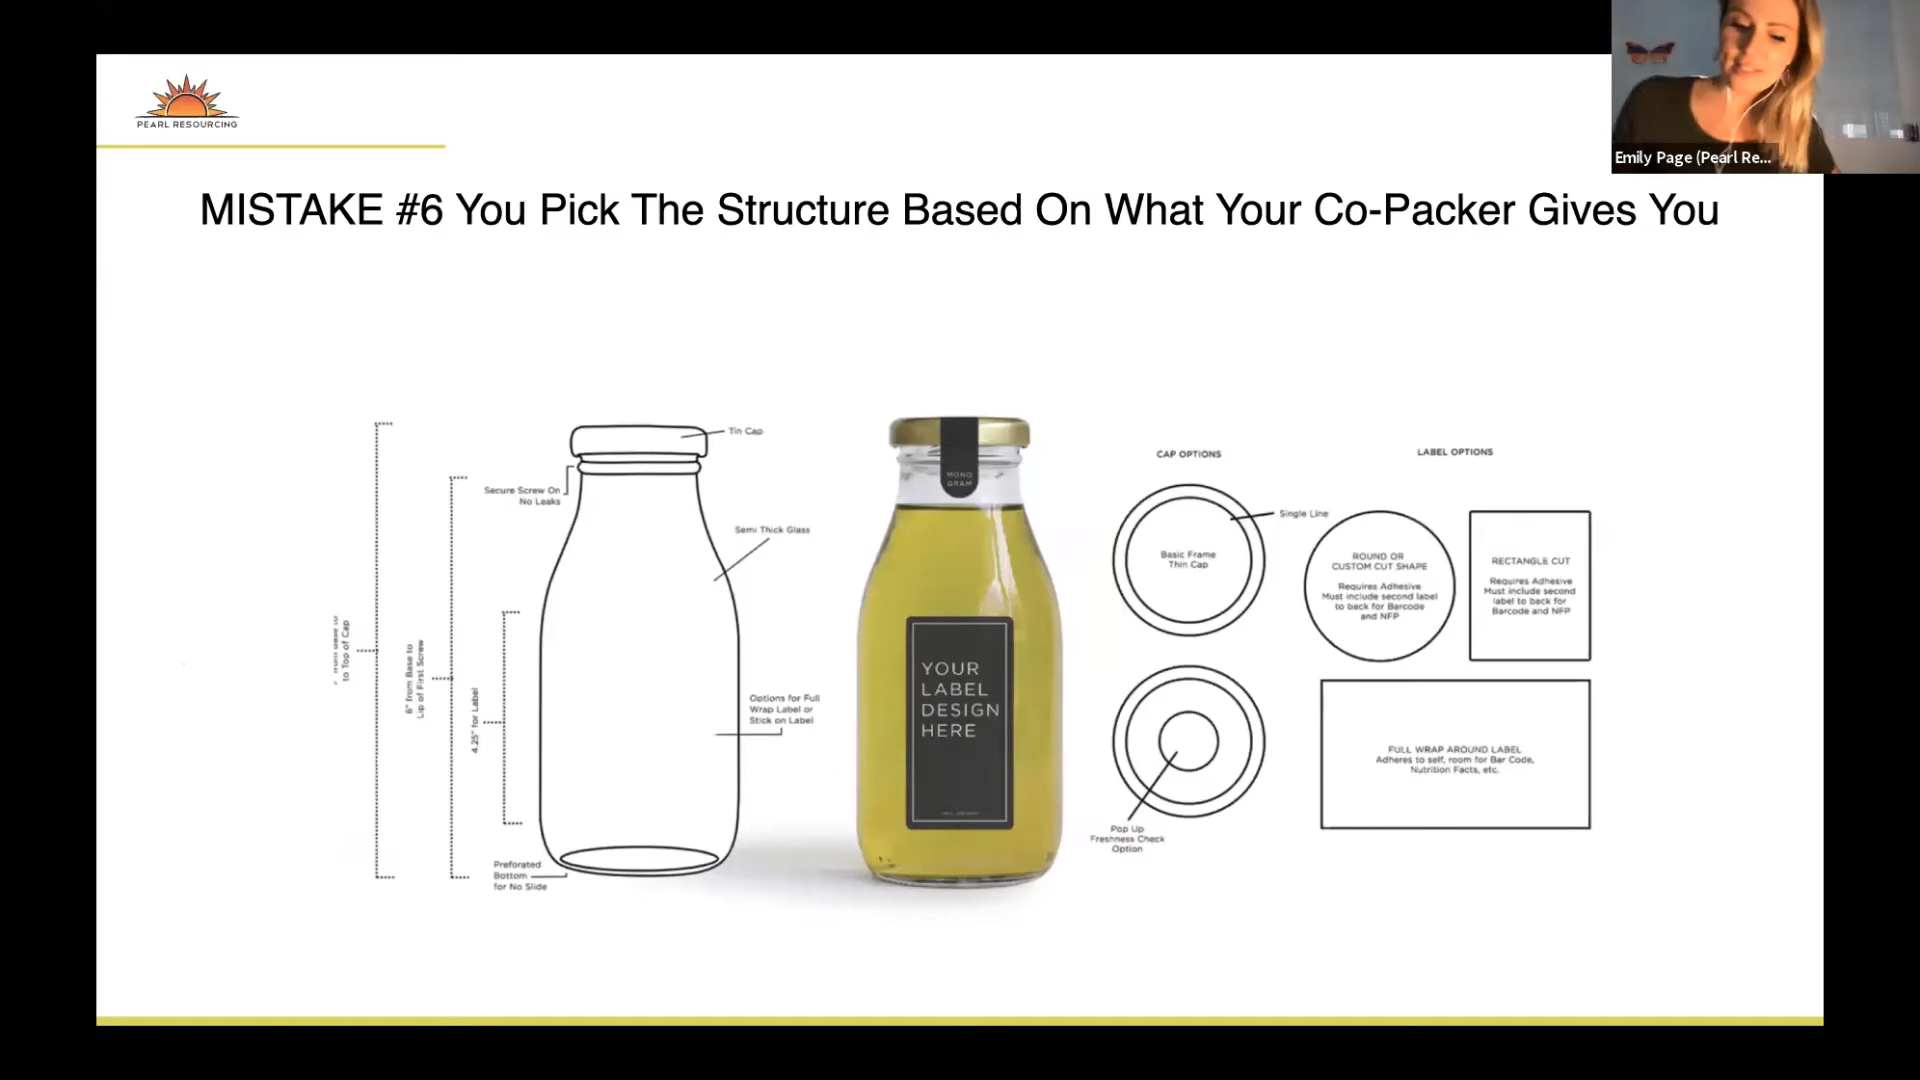 PEARL RESOURCING
Emily Page (Pearl Re...
MISTAKE #6 You Pick The Structure Based On What Your Co-Packer Gives You
to Top of Cap
6" from Base to
Lip of First Screw
4.25" for Label
Tin Cap
Secure Screw On
No Leaks
Semi Thick Glass
Options for Full
Wrap Label or
Stick on Label
Preforated
Bottom
for No Slide
MONO
GRAM
YOUR
LABEL
DESIGN
HERE
CAP OPTIONS
Single Line
Basic Frame
Thin Cap
Pop Up
Freshness Check
Option
LABEL OPTIONS
ROUND OR
CUSTOM CUT SHAPE
Requires Adhesive
Must include second label
to back for Barcode
and NFP
RECTANGLE CUT
Requires Adhesive
Must include second
label to back for
Barcode and NFP
FULL WRAP AROUND LABEL
Adheres to self, room for Bar Code,
Nutrition Facts, etc.